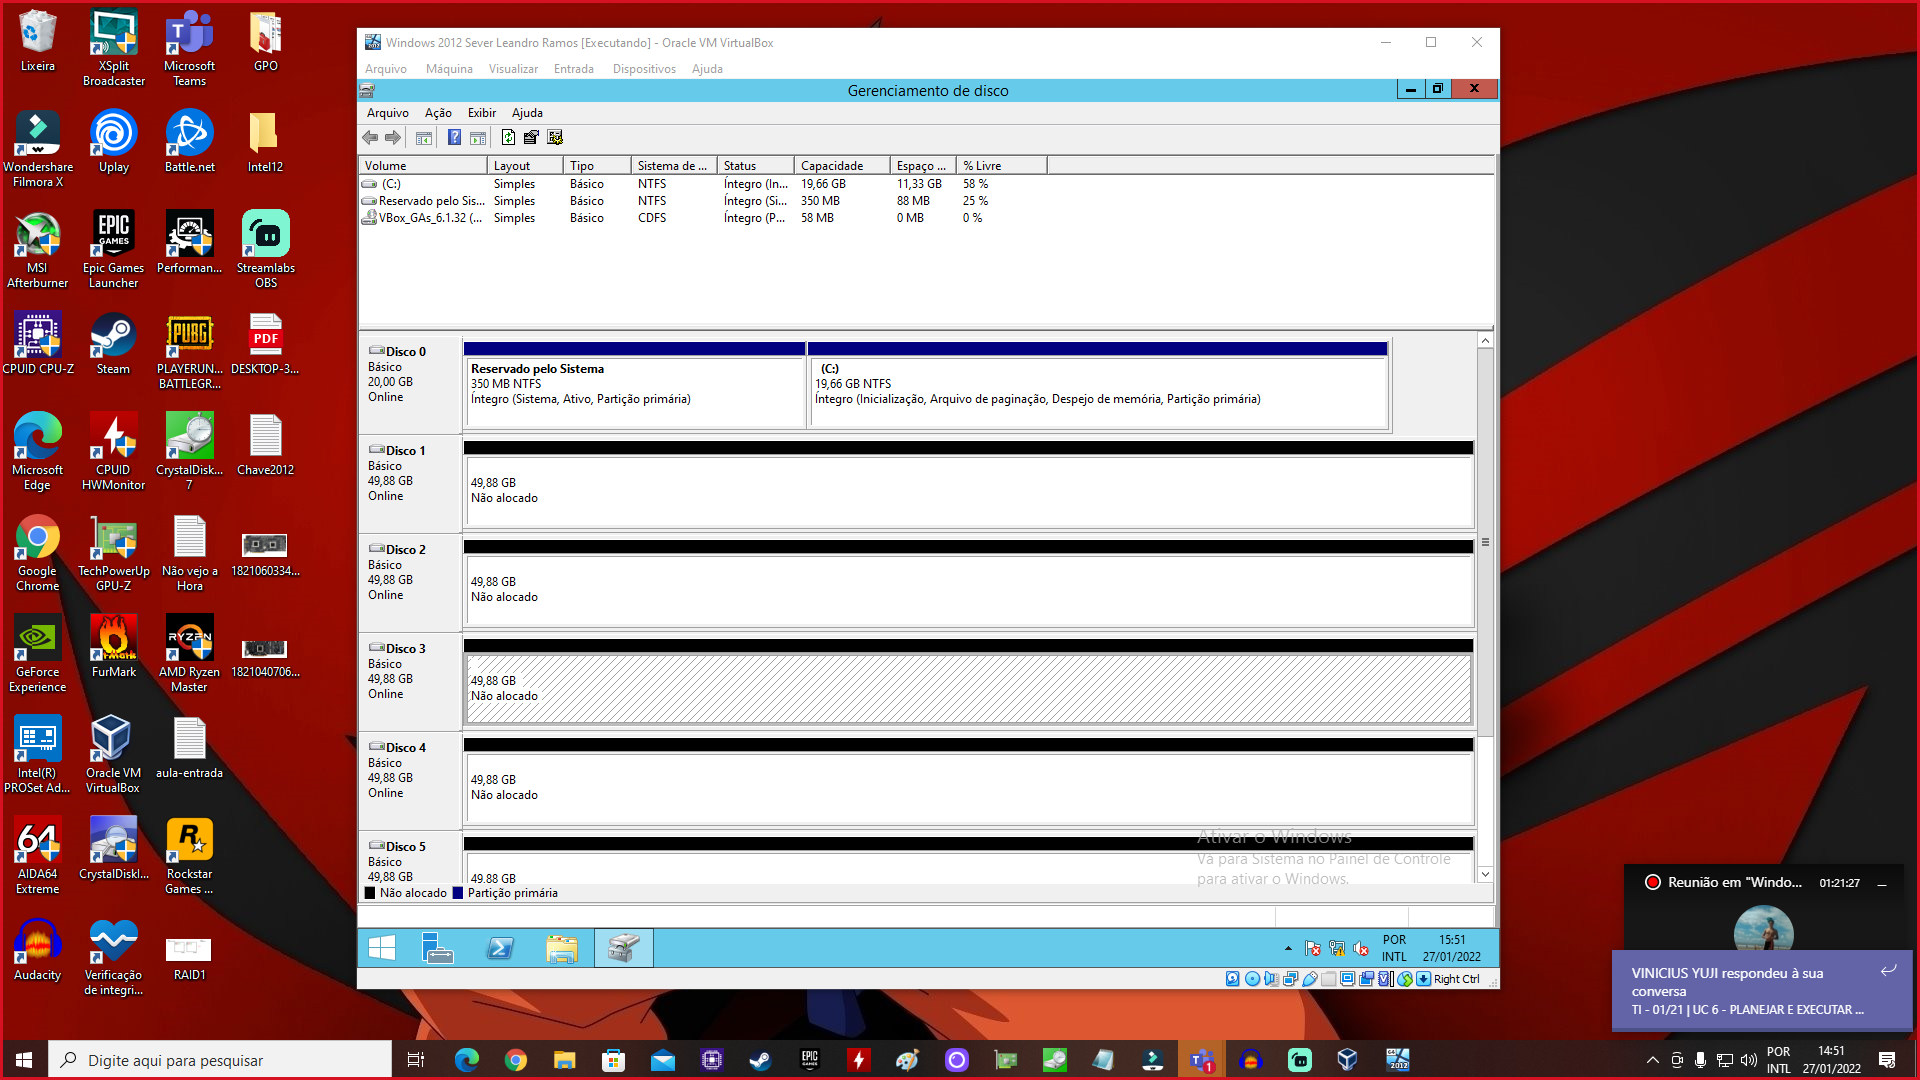 Lixeira
XSplit
Broadcaster
Microsoft
Teams
GPO
Wondershare
Filmora X
Uplay
Battle.net
Intel12
MSI
Afterburner
EPIC
GAMES
Epic Games
Launcher
Performan...
Streamlabs
OBS
CPUID CPU-Z
Steam
PUBG
PLAYERUN...
BATTLEGR...
PDF
DESKTOP-3...
Microsoft
Edge
CPUID
HWMonitor
CrystalDisk...
7
Chave2012
Google
Chrome
TechPowerUp
GPU-Z
Não vejo a
Hora
1821060334...
GeForce
Experience
FurMark
RYZEN
AMD Ryzen
Master
1821040706...
Intel(R)
PROSet Ad...
Oracle VM
VirtualBox
aula-entrada
64
AIDA64
Extreme
CrystalDiskI...
Rockstar
Games ...
Audacity
Verificação
de integri...
RAID1
Windows 2012 Sever Leandro Ramos [Executando] - Oracle VM VirtualBox
Arquivo Máquina Visualizar Entrada Dispositivos Ajuda
Gerenciamento de disco
Arquivo Ação Exibir Ajuda
Volume Layout Tipo Sistema de ... Status Capacidade Espaço ... % Livre
(C:) Simples Básico NTFS Íntegro (In... 19,66 GB 11,33 GB 58 %
Reservado pelo Sis... Simples Básico NTFS Íntegro (Si... 350 MB 88 MB 25 %
VBox_GAs_6.1.32 (... Simples Básico CDFS Íntegro (P... 58 MB 0 MB 0 %
Disco 0
Básico
20,00 GB
Online
Reservado pelo Sistema
350 MB NTFS
Íntegro (Sistema, Ativo, Partição primária)
(C:)
19,66 GB NTFS
Íntegro (Inicialização, Arquivo de paginação, Despejo de memória, Partição primária)
Disco 1
Básico
49,88 GB
Online
49,88 GB
Não alocado
Disco 2
Básico
49,88 GB
Online
49,88 GB
Não alocado
Disco 3
Básico
49,88 GB
Online
49,88 GB
Não alocado
Disco 4
Básico
49,88 GB
Online
49,88 GB
Não alocado
Disco 5
Básico
49,88 GB
49,88 GB
Ativar o Windows
Vá para Sistema no Painel de Controle
para ativar o Windows.
Não alocado Partição primária
POR
INTL
15:51
27/01/2022
Right Ctrl
Reunião em "Windo... 01:21:27
VINICIUS YUJI respondeu à sua
conversa
TI - 01/21 | UC 6 - PLANEJAR E EXECUTAR ...
Digite aqui para pesquisar
EPIC
GAMES
1
2012
POR
INTL
14:51
27/01/2022